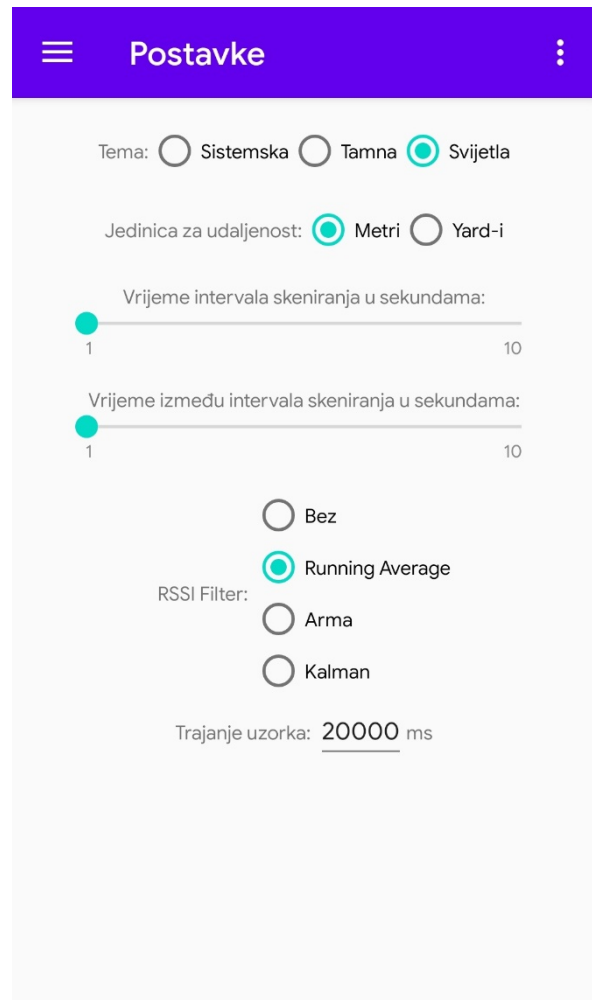 Postavke
Tema: Sistemska Tamna Svijetla
Jedinica za udaljenost: Metri Yard-i
Vrijeme intervala skeniranja u sekundama:
1 10
Vrijeme između intervala skeniranja u sekundama:
1 10
Bez
Running Average
RSSI Filter:
Arma
Kalman
Trajanje uzorka: 20000 ms